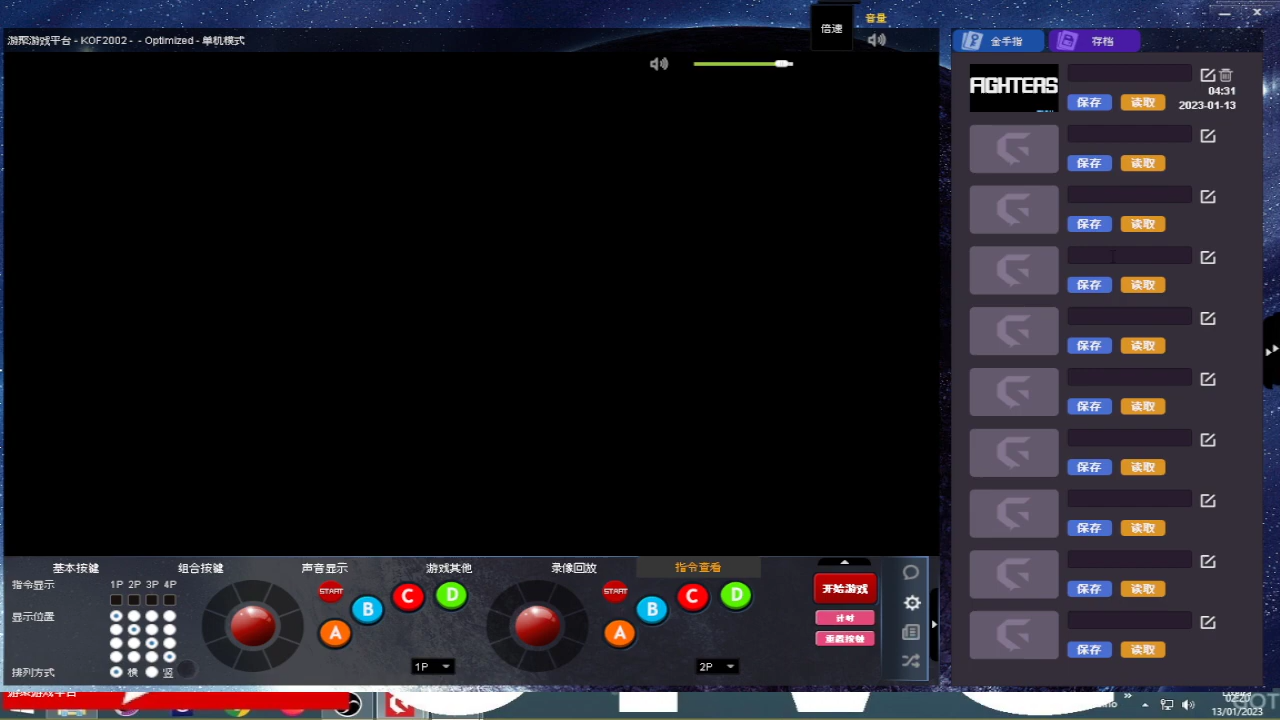 倍速
音量
游聚游戏平台 - KOF2002 - - Optimized - 单机模式
金手指
存档
FIGHTERS
04:31
保存 读取
2023-01-13
保存 读取
保存 读取
保存 读取
保存 读取
保存 读取
保存 读取
保存 读取
保存 读取
保存 读取
基本按键 组合按键 声音显示 游戏其他 录像回放 指令查看
指令显示 1P 2P 3P 4P
START B C D A
START B C D A
开始游戏
显示位置
计时
重置按键
排列方式 横 竖
1P
2P
游聚游戏平台
13/01/2023